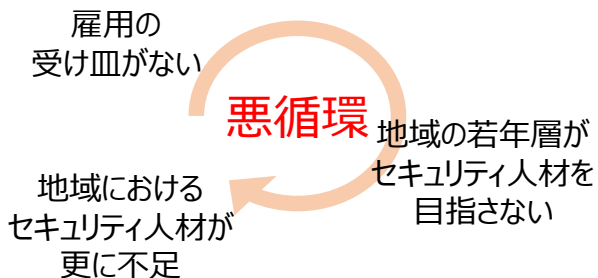 雇用の
受け皿がない
悪循環
地域の若年層が
セキュリティ人材を
目指さない
地域における
セキュリティ人材が
更に不足